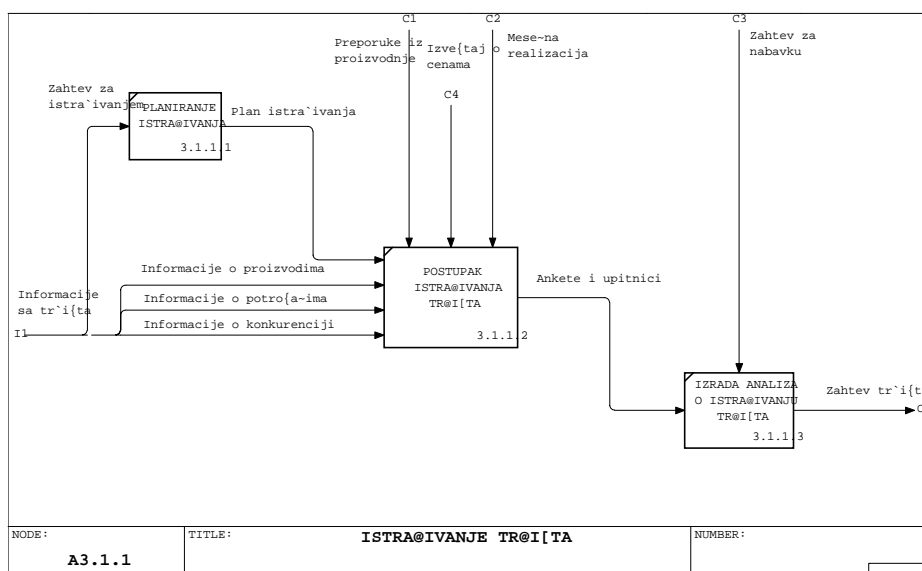 C1
C2
C3
Preporuke iz
proizvodnje
Izve{taj o
cenama
Mese~na
realizacija
Zahtev za
nabavku
C4
Zahtev za
istra`ivanjem
PLANIRANJE
ISTRA@IVANJA
3.1.1.1
Plan istra`ivanja
Informacije o proizvodima
Informacije o potro{a~ima
Informacije o konkurenciji
Informacije
sa tr`i{ta
I1
POSTUPAK
ISTRA@IVANJA
TR@I[TA
3.1.1.2
Ankete i upitnici
IZRADA ANALIZA
O ISTRA@IVANJU
TR@I[TA
3.1.1.3
Zahtev tr`i{t
NODE:
A3.1.1
TITLE:
ISTRA@IVANJE TR@I[TA
NUMBER: